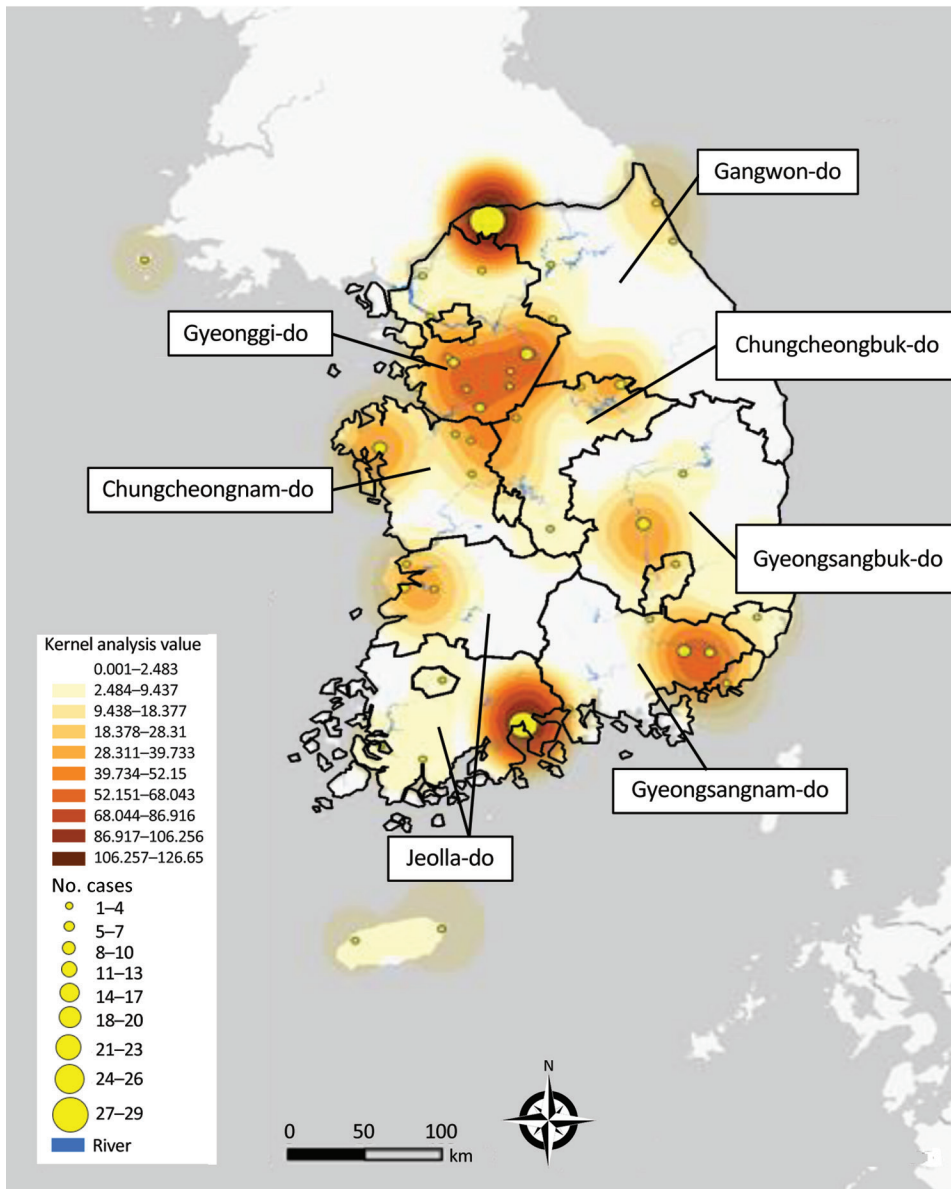 Gangwon-do
Gyeonggi-do
Chungcheongbuk-do
Chungcheongnam-do
Gyeongsangbuk-do
Gyeongsangnam-do
Jeolla-do
Kernel analysis value
0.001–2.483
2.484–9.437
9.438–18.377
18.378–28.31
28.311–39.733
39.734–52.15
52.151–68.043
68.044–86.916
86.917–106.256
106.257–126.65
No. cases
1–4
5–7
8–10
11–13
14–17
18–20
21–23
24–26
27–29
River
0 50 100
km
N